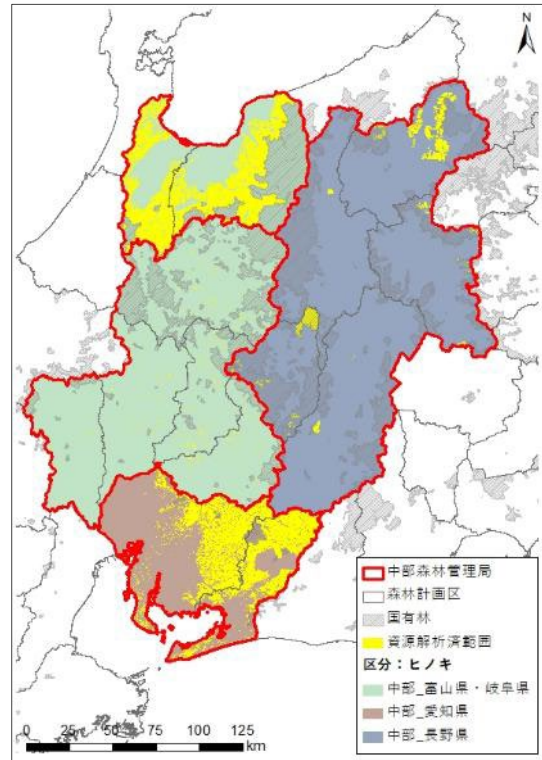 N
中部森林管理局
森林計画区
国有林
資源解析済範囲
区分：ヒノキ
中部_富山県・岐阜県
中部_愛知県
中部_長野県
0 25 50 75 100 125
km